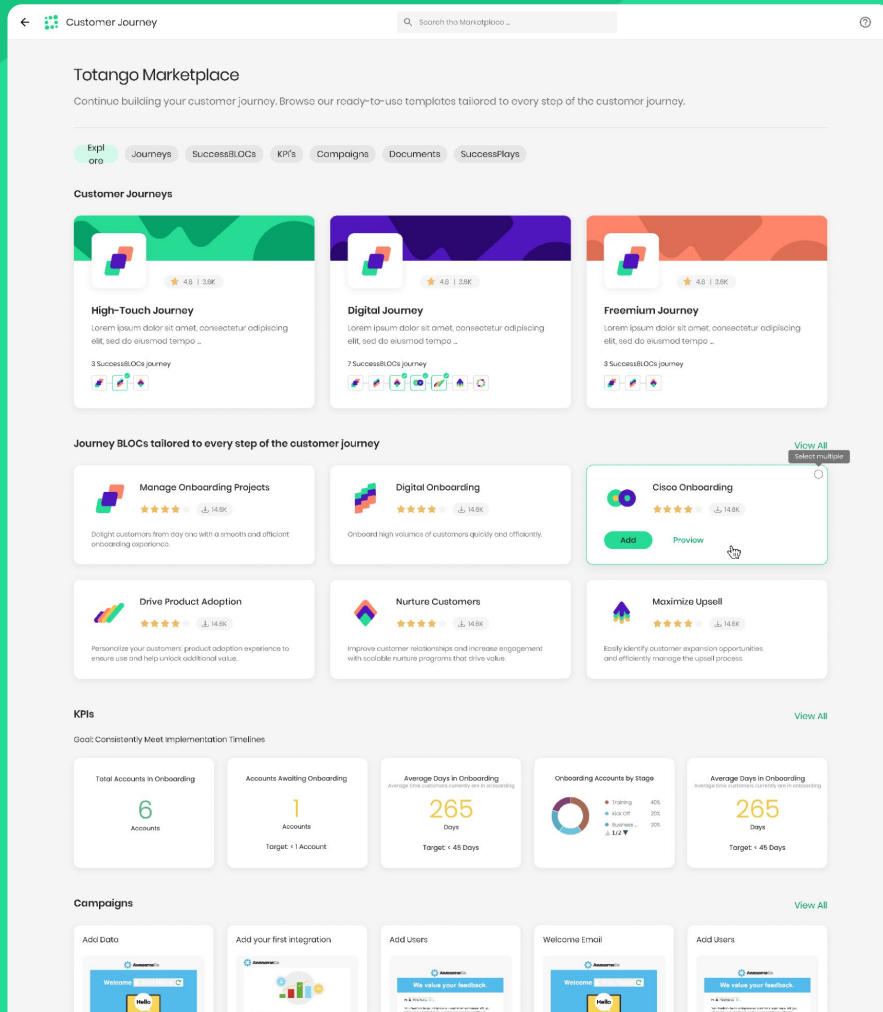 Customer Journey
Search the Marketplace ...
Totango Marketplace
Continue building your customer journey. Browse our ready-to-use templates tailored to every step of the customer journey.
Expl
ore
Journeys
SuccessBLOCs
KPI's
Campaigns
Documents
SuccessPlays
Customer Journeys
4.6 | 3.6K
High-Touch Journey
Lorem ipsum dolor sit amet, consectetur adipiscing
elit, sed do eiusmod tempo ...
3 SuccessBLOCs journey
4.6 | 3.6K
Digital Journey
Lorem ipsum dolor sit amet, consectetur adipiscing
elit, sed do eiusmod tempo ...
7 SuccessBLOCs journey
4.6 | 3.6K
Freemium Journey
Lorem ipsum dolor sit amet, consectetur adipiscing
elit, sed do eiusmod tempo ...
3 SuccessBLOCs journey
Journey BLOCs tailored to every step of the customer journey
View All
Select multiple
Manage Onboarding Projects
14.6K
Delight customers from day one with a smooth and efficient
onboarding experience.
Digital Onboarding
14.6K
Onboard high volumes of customers quickly and efficiently.
Cisco Onboarding
14.6K
Add
Preview
Drive Product Adoption
14.6K
Personalize your customers' product adoption experience to
ensure use and help unlock additional value.
Nurture Customers
14.6K
Improve customer relationships and increase engagement
with scalable nurture programs that drive value.
Maximize Upsell
14.6K
Easily identify customer expansion opportunities
and efficiently manage the upsell process.
KPIs
View All
Goal: Consistently Meet Implementation Timelines
Total Accounts in Onboarding
6
Accounts
Accounts Awaiting Onboarding
1
Accounts
Target: < 1 Account
Average Days in Onboarding
Average time customers currently are in onboarding
265
Days
Target: < 45 Days
Onboarding Accounts by Stage
Training 40%
Kick Off 20%
Business ... 20%
1/2
Average Days in Onboarding
Average time customers currently are in onboarding
265
Days
Target: < 45 Days
Campaigns
View All
Add Data
AwesomeCo
Welcome
Hello
Add your first integration
AwesomeCo
Add Users
AwesomeCo
We value your feedback.
Welcome Email
AwesomeCo
Welcome
Hello
Add Users
AwesomeCo
We value your feedback.